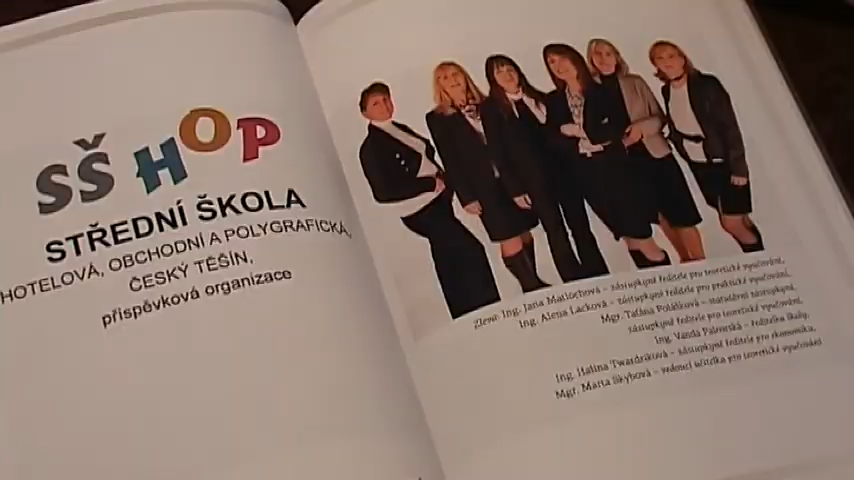 SŠ HOP
STŘEDNÍ ŠKOLA
HOTELOVÁ, OBCHODNÍ A POLYGRAFICKÁ,
ČESKÝ TĚŠÍN,
příspěvková organizace
Zleva: Ing. Jana Matlochová – zástupkyně ředitele pro teoretické vyučování,
Ing. Alena Lacková – zástupkyně ředitele pro praktické vyučování,
Mgr. Taťána Polášková – statutární zástupkyně,
zástupkyně ředitele pro teoretické vyučování,
Ing. Vanda Palowská – ředitelka školy,
Ing. Halina Twardziková – zástupkyně ředitele pro ekonomiku,
Mgr. Marta Skybová – vedoucí učitelka pro teoretické vyučování